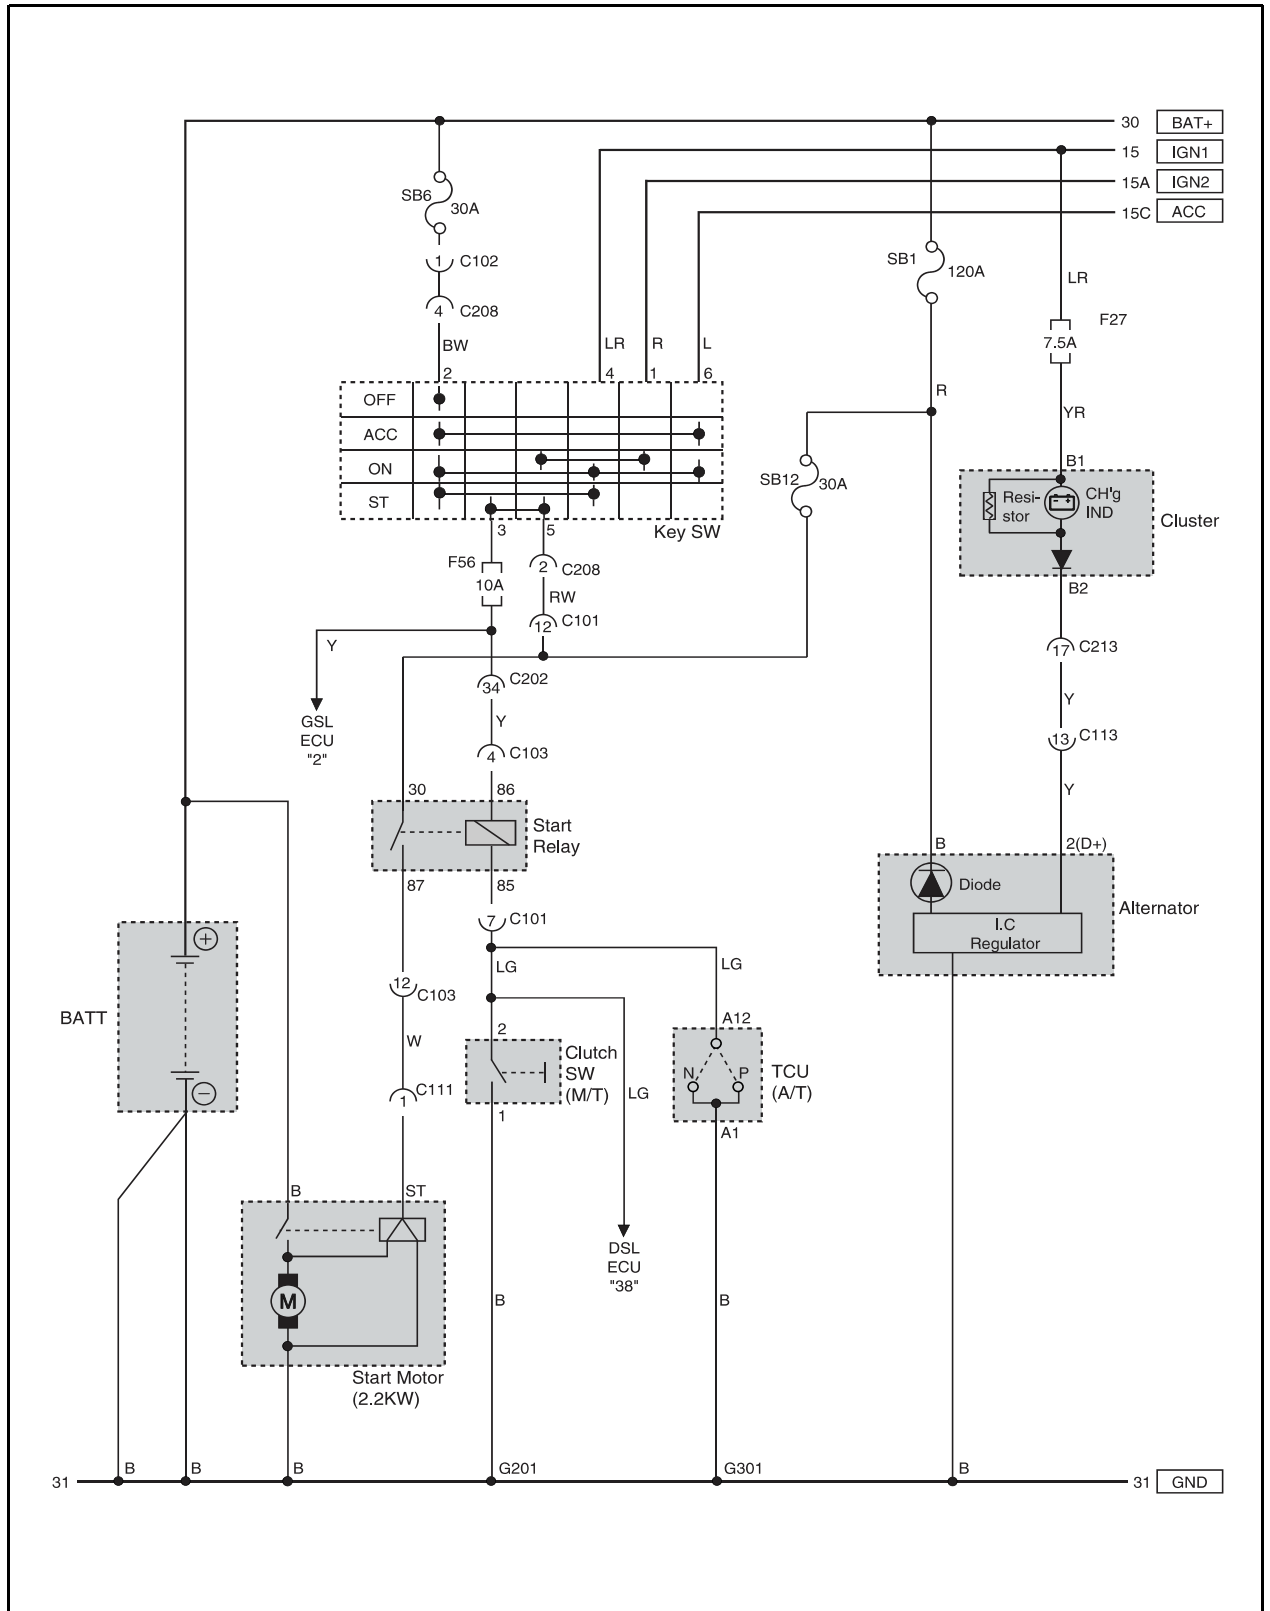 30 BAT+
15 IGN1
15A IGN2
15C ACC
SB6 30A
1 C102
4 C208
BW
2
LR
4
R
1
L
6
SB1 120A
LR
F27
7.5A
R
YR
OFF
ACC
ON
ST
Key SW
SB12 30A
B1
Resi-
stor
CH'g
IND
Cluster
B2
3
5
F56
10A
2 C208
RW
12 C101
Y
34 C202
Y
4 C103
GSL
ECU
"2"
17 C213
Y
13 C113
Y
30
86
Start
Relay
87
85
B
2(D+)
Diode
I.C
Regulator
Alternator
7 C101
LG
LG
12 C103
W
1 C111
BATT
+
−
2
Clutch
SW
(M/T)
1
LG
A12
N
P
TCU
(A/T)
A1
B
ST
M
Start Motor
(2.2KW)
DSL
ECU
"38"
B
B
31
B
B
B
G201
G301
B
31 GND